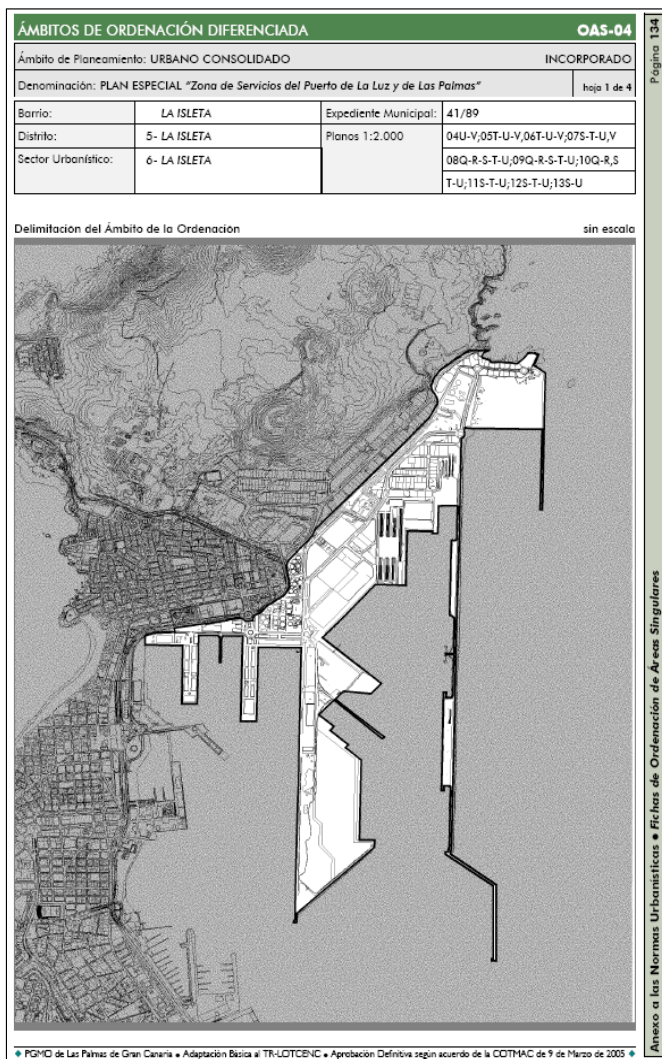 ÁMBITOS DE ORDENACIÓN DIFERENCIADA OAS-04
Ámbito de Planeamiento: URBANO CONSOLIDADO INCORPORADO
Denominación: PLAN ESPECIAL "Zona de Servicios del Puerto de La Luz y de Las Palmas" hoja 1 de 4
Barrio: LA ISLETA Expediente Municipal: 41/89
Distrito: 5- LA ISLETA Planos 1:2.000 04U-V;05T-U-V,06T-U-V;07S-T-U,V
Sector Urbanístico: 6- LA ISLETA 08Q-R-S-T-U;09Q-R-S-T-U;10Q-R,S
T-U;11S-T-U;12S-T-U;13S-U
Delimitación del Ámbito de la Ordenación sin escala
◆ PGMO de Las Palmas de Gran Canaria • Adaptación Básica al TR-LOTCENC • Aprobación Definitiva según acuerdo de la COTMAC de 9 de Marzo de 2005 ◆
Anexo a las Normas Urbanísticas • Fichas de Ordenación de Áreas Singulares Página 134